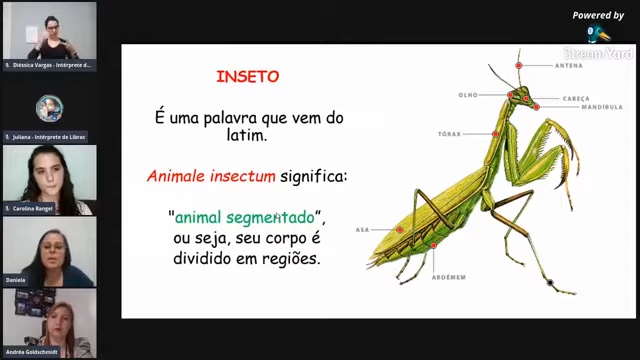 Powered by
StreamYard
Diéssica Vargas - Intérprete d...
Juliana - Intérprete de Libras
Carolina Rangel
Daniela
Andréa Goldschmidt
INSETO
É uma palavra que vem do
latim.
Animale insectum significa:
"animal segmentado”,
ou seja, seu corpo é
dividido em regiões.
ANTENA
OLHO
CABEÇA
MANDÍBULA
TÓRAX
ASA
ABDÔMEM